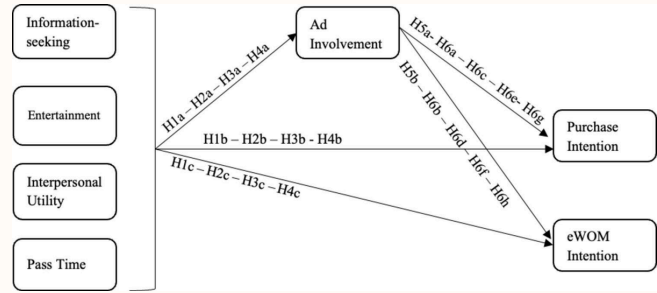 Information-
seeking
Entertainment
Interpersonal
Utility
Pass Time
Ad
Involvement
H1a – H2a – H3a – H4a
H5a- H6a – H6c – H6e- H6g
H5b – H6b – H6d – H6f – H6h
H1b – H2b – H3b - H4b
H1c – H2c – H3c – H4c
Purchase
Intention
eWOM
Intention